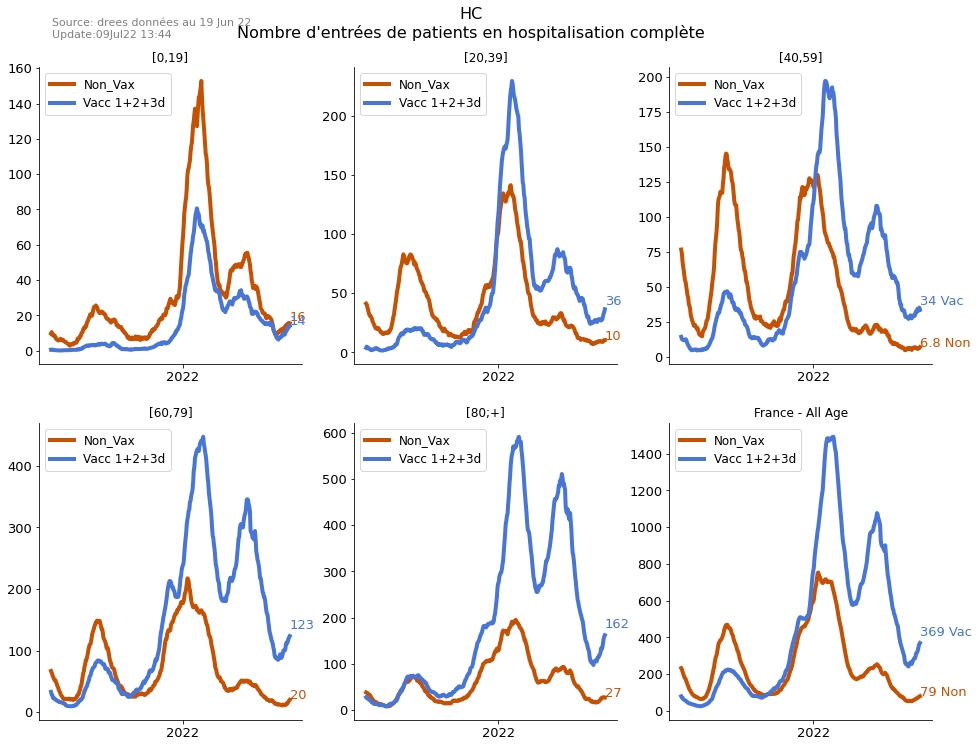 HC
Source: drees données au 19 Jun 22
Update:09Jul22 13:44
Nombre d'entrées de patients en hospitalisation complète
[0,19]
Non_Vax
Vacc 1+2+3d
160
140
120
100
80
60
40
20
0
16
14
2022
[20,39]
Non_Vax
Vacc 1+2+3d
200
150
100
50
0
36
10
2022
[40,59]
Non_Vax
Vacc 1+2+3d
200
175
150
125
100
75
50
25
0
34 Vac
6.8 Non
2022
[60,79]
Non_Vax
Vacc 1+2+3d
400
300
200
100
0
123
20
2022
[80;+]
Non_Vax
Vacc 1+2+3d
600
500
400
300
200
100
0
162
27
2022
France - All Age
Non_Vax
Vacc 1+2+3d
1400
1200
1000
800
600
400
200
0
369 Vac
79 Non
2022